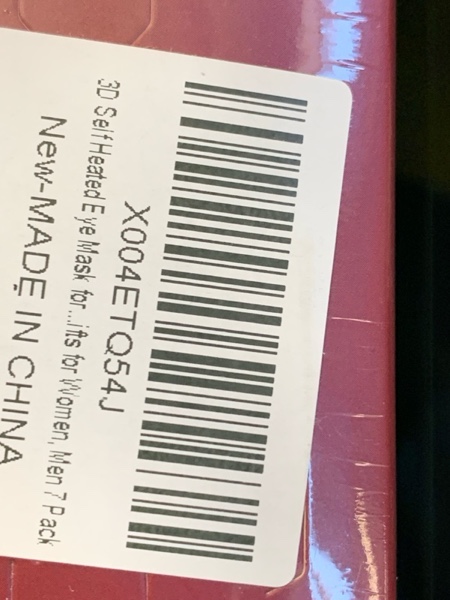 X004ETQ54J
3D Self Heated Eye Mask for...ifts for Women, Men 7 Pack
New-MADE IN CHINA